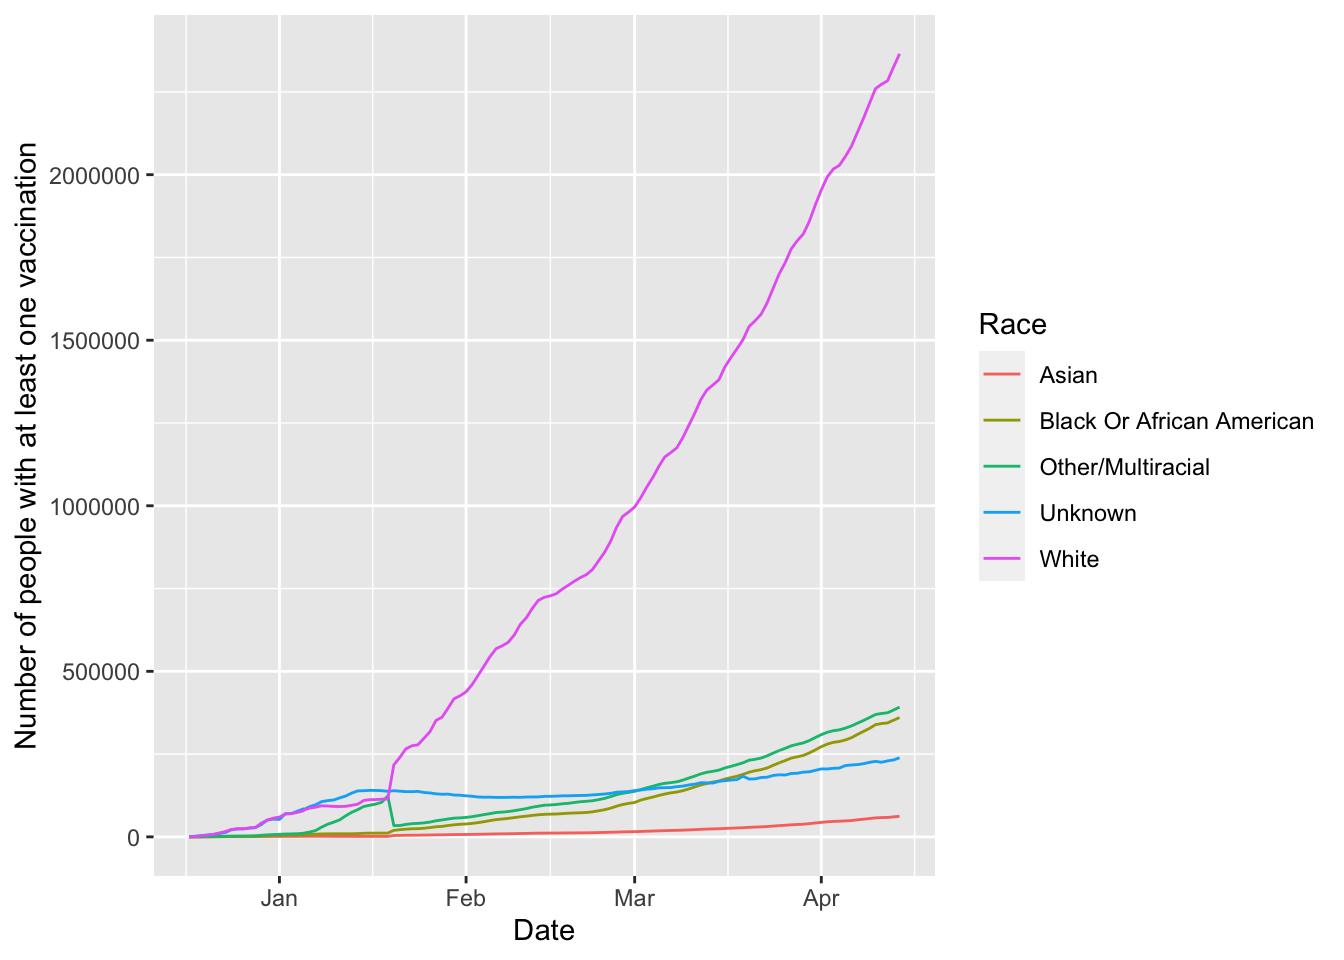 Number of people with at least one vaccination
2000000
1500000
1000000
500000
0
Jan
Feb
Mar
Apr
Date
Race
Asian
Black Or African American
Other/Multiracial
Unknown
White